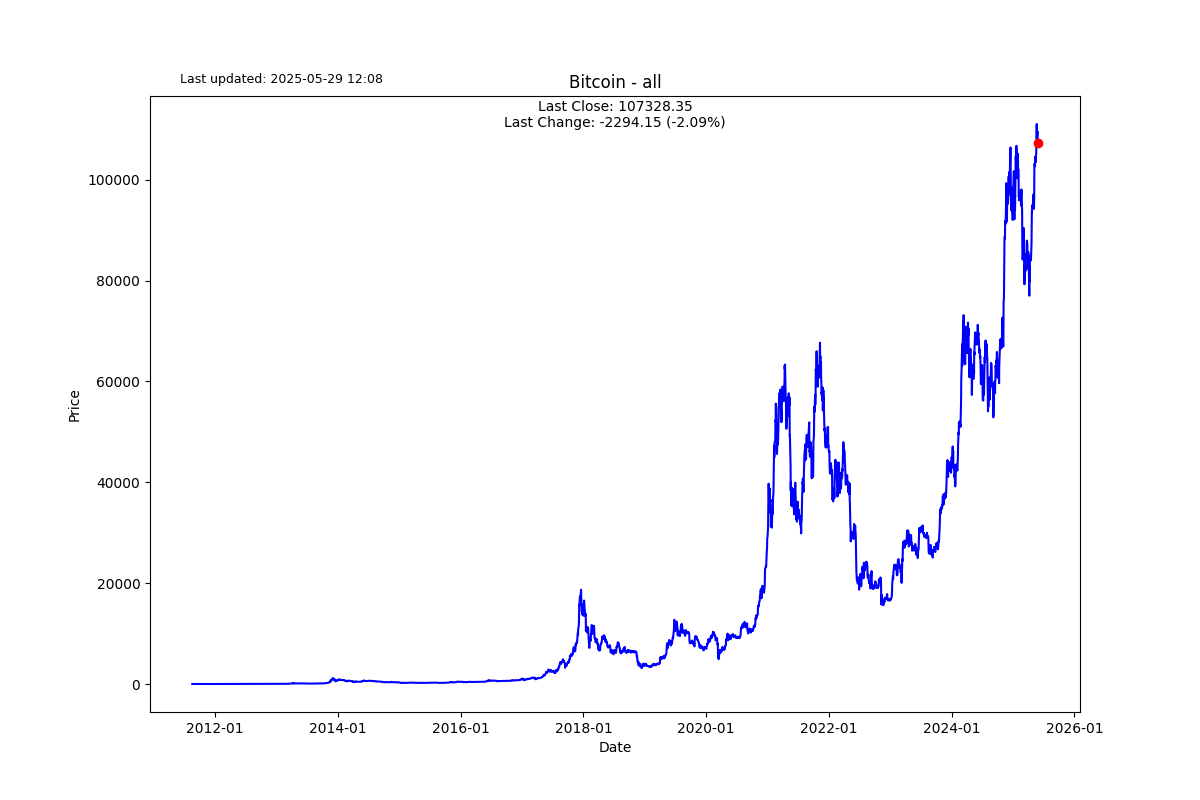 Last updated: 2025-05-29 12:08
Bitcoin - all
Last Close: 107328.35
Last Change: -2294.15 (-2.09%)
100000
80000
60000
40000
20000
0
Price
2012-01 2014-01 2016-01 2018-01 2020-01 2022-01 2024-01 2026-01
Date